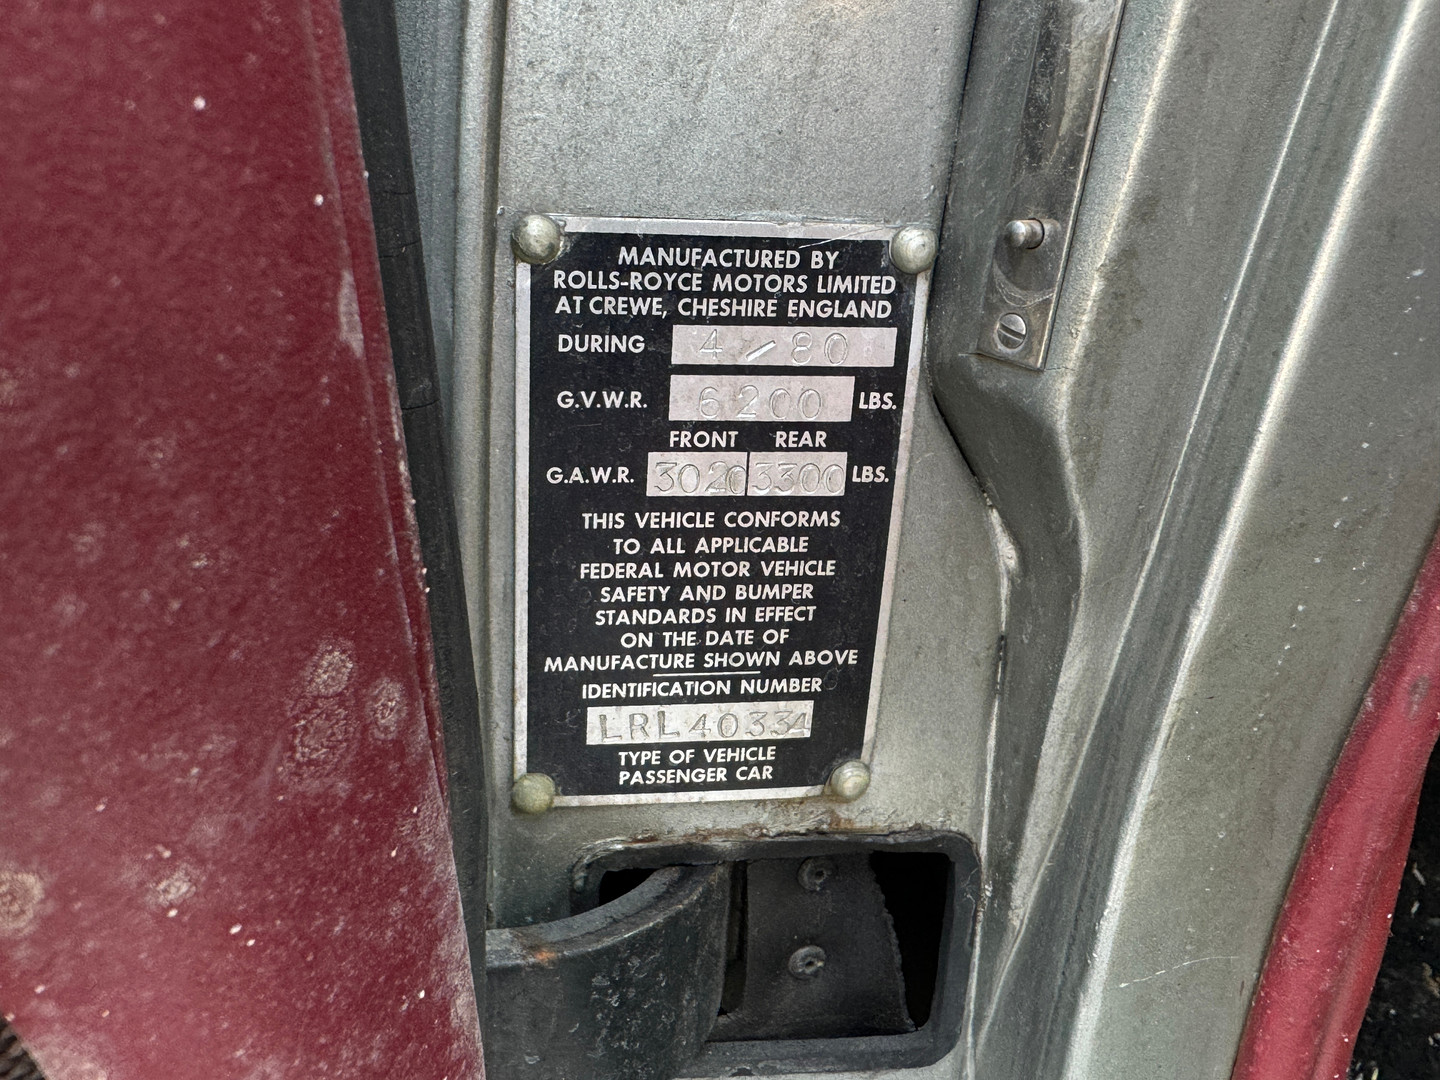 MANUFACTURED BY
ROLLS-ROYCE MOTORS LIMITED
AT CREWE, CHESHIRE ENGLAND
DURING 4/80
G.V.W.R. 6200 LBS.
FRONT REAR
G.A.W.R. 3020 3300 LBS.
THIS VEHICLE CONFORMS
TO ALL APPLICABLE
FEDERAL MOTOR VEHICLE
SAFETY AND BUMPER
STANDARDS IN EFFECT
ON THE DATE OF
MANUFACTURE SHOWN ABOVE
IDENTIFICATION NUMBER
LRL40334
TYPE OF VEHICLE
PASSENGER CAR